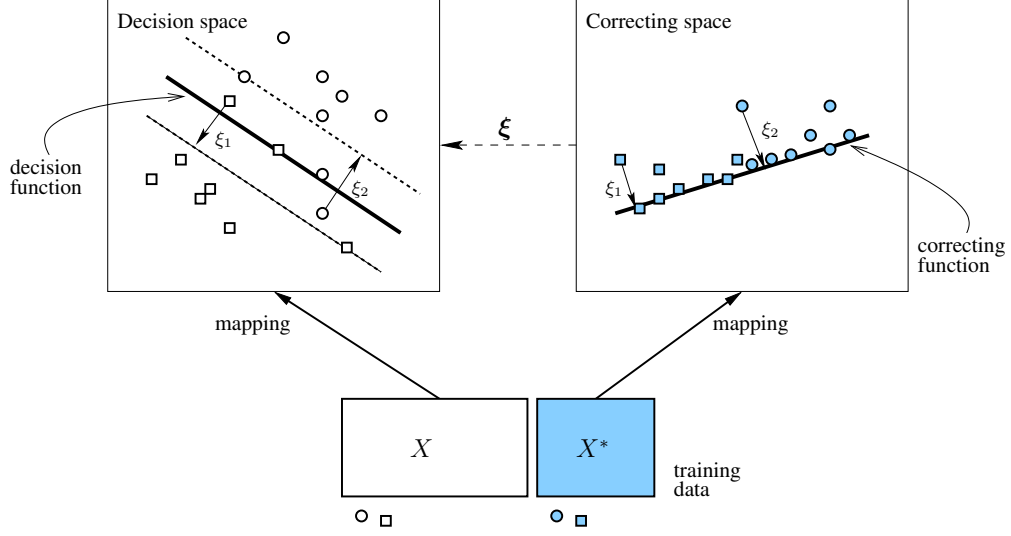 Decision space
Correcting space
ξ₁
ξ₂
decision
function
ξ
ξ₂
ξ₁
correcting
function
mapping
mapping
X
X*
training
data